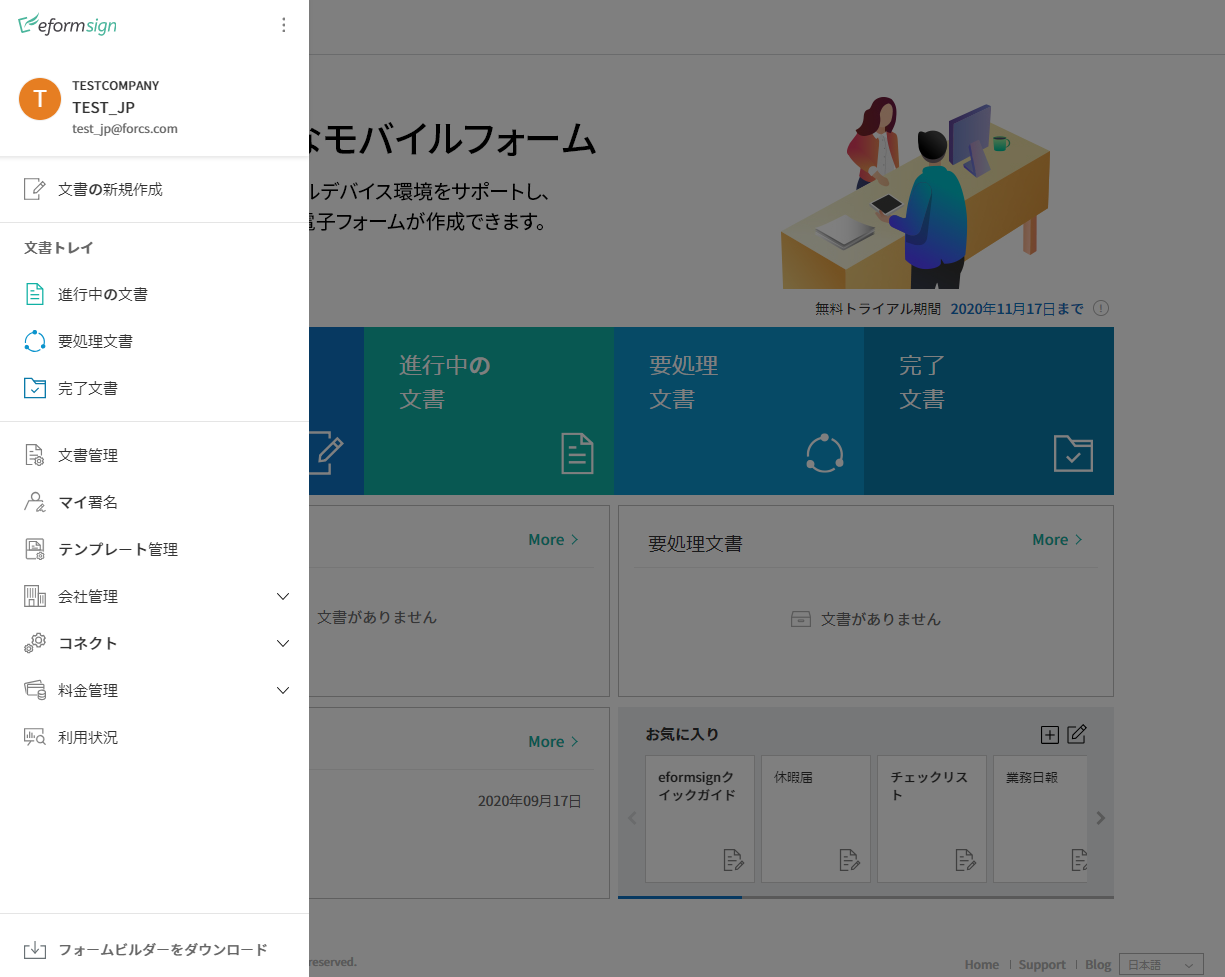 eformsign
T
TESTCOMPANY
TEST_JP
test_jp@forcs.com
文書の新規作成
文書トレイ
進行中の文書
要処理文書
完了文書
文書管理
マイ署名
テンプレート管理
会社管理
コネクト
料金管理
利用状況
フォームビルダーをダウンロード
なモバイルフォーム
ルデバイス環境をサポートし、
電子フォームが作成できます。
無料トライアル期間 2020年11月17日まで
進行中の
文書
要処理
文書
完了
文書
More
文書がありません
要処理文書
More
文書がありません
More
2020年09月17日
お気に入り
eformsignク
イックガイド
休暇届
チェックリス
ト
業務日報
reserved.
Home
Support
Blog
日本語